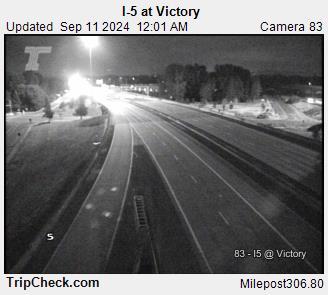 I-5 at Victory
Updated  Sep 11 2024  12:01 AM
Camera 83
T
S
83 - I5 @ Victory
TripCheck.com
Milepost306.80